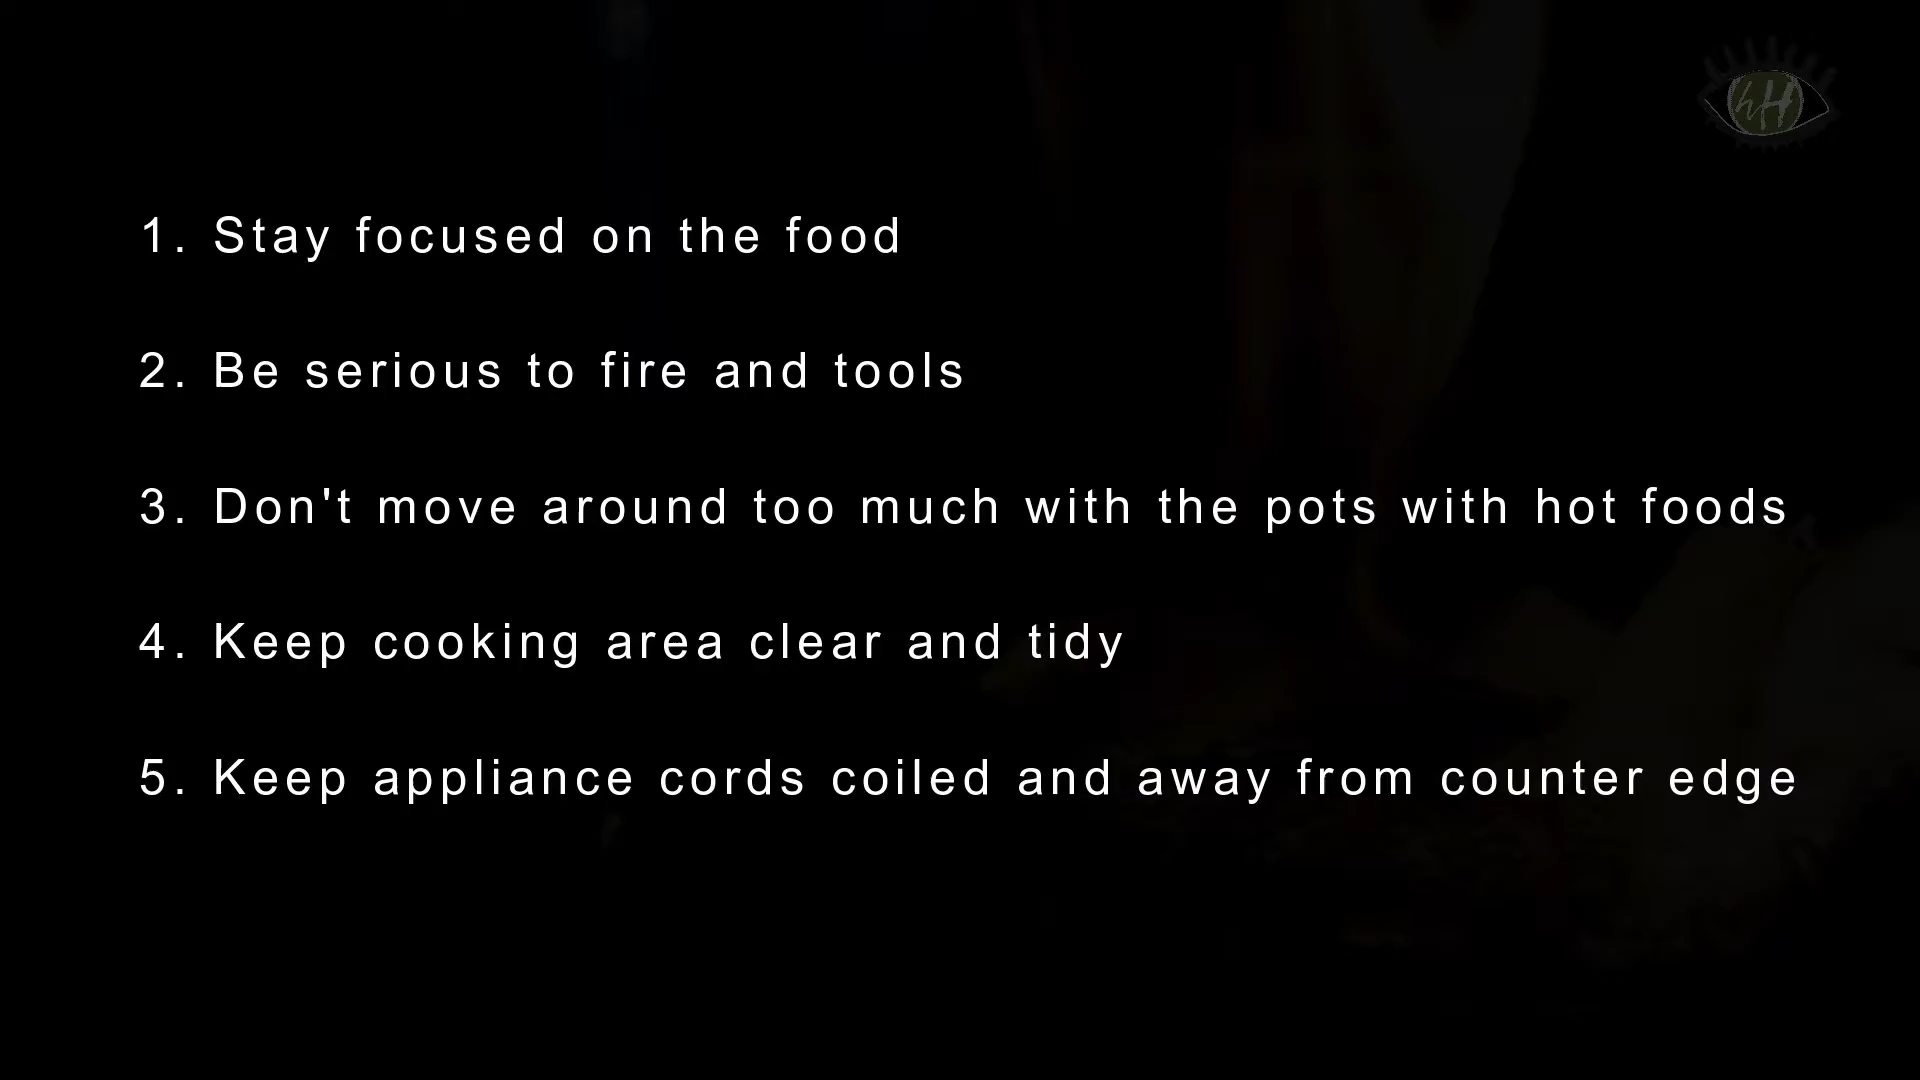 hH
1. Stay focused on the food
2. Be serious to fire and tools
3. Don't move around too much with the pots with hot foods
4. Keep cooking area clear and tidy
5. Keep appliance cords coiled and away from counter edge